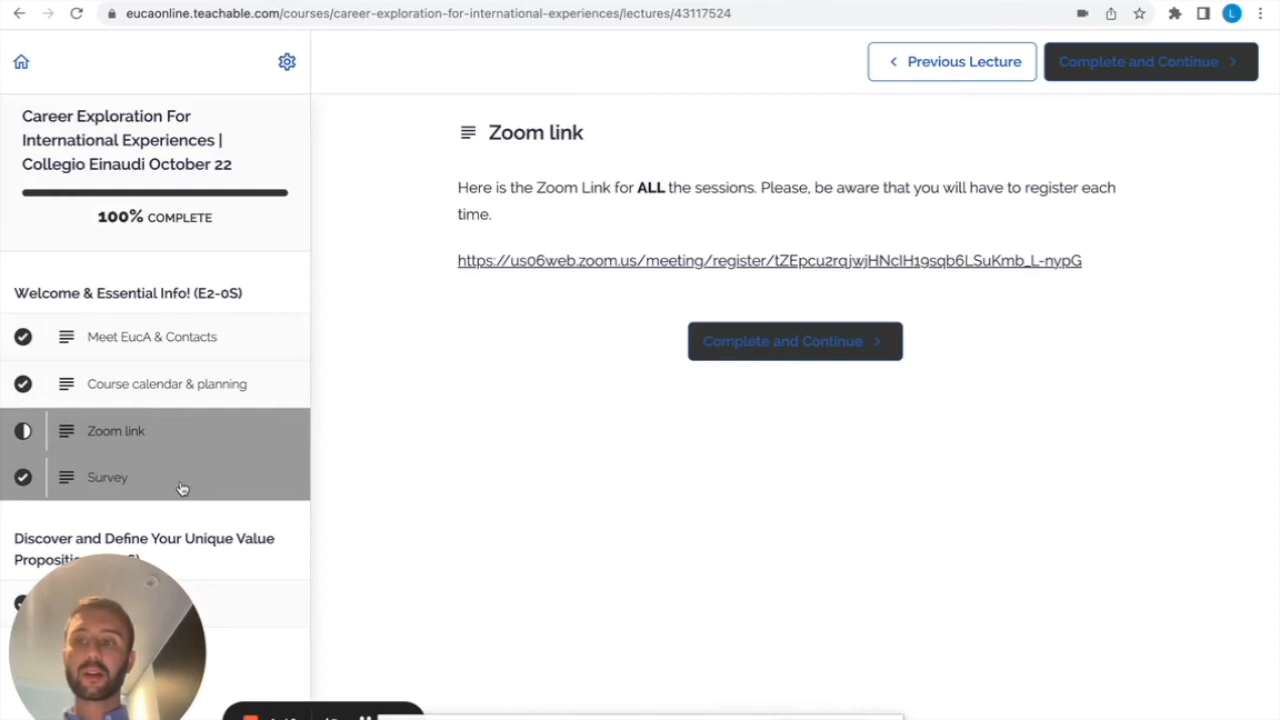 eucaonline.teachable.com/courses/career-exploration-for-international-experiences/lectures/43117524
L
Previous Lecture
Complete and Continue
Career Exploration For
International Experiences |
Collegio Einaudi October 22
100% COMPLETE
Zoom link
Here is the Zoom Link for ALL the sessions. Please, be aware that you will have to register each
time.
https://us06web.zoom.us/meeting/register/tZEpcu2rqjwjHNcIH19sqb6LSuKmb_L-nypG
Complete and Continue
Welcome & Essential Info! (E2-0S)
Meet EucA & Contacts
Course calendar & planning
Zoom link
Survey
Discover and Define Your Unique Value